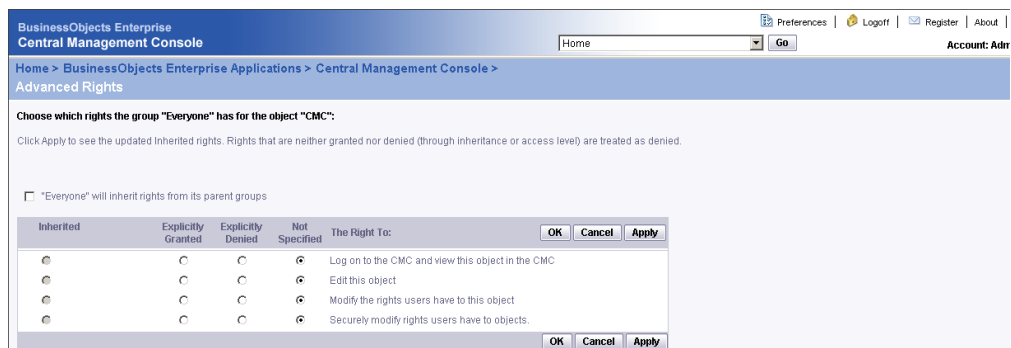 BusinessObjects Enterprise
Central Management Console
Preferences | Logoff | Register | About |
Home Go
Account: Adm
Home > BusinessObjects Enterprise Applications > Central Management Console >
Advanced Rights
Choose which rights the group "Everyone" has for the object "CMC":
Click Apply to see the updated Inherited rights. Rights that are neither granted nor denied (through inheritance or access level) are treated as denied.
"Everyone" will inherit rights from its parent groups
Inherited Explicitly Granted Explicitly Denied Not Specified The Right To: OK Cancel Apply
Log on to the CMC and view this object in the CMC
Edit this object
Modify the rights users have to this object
Securely modify rights users have to objects.
OK Cancel Apply